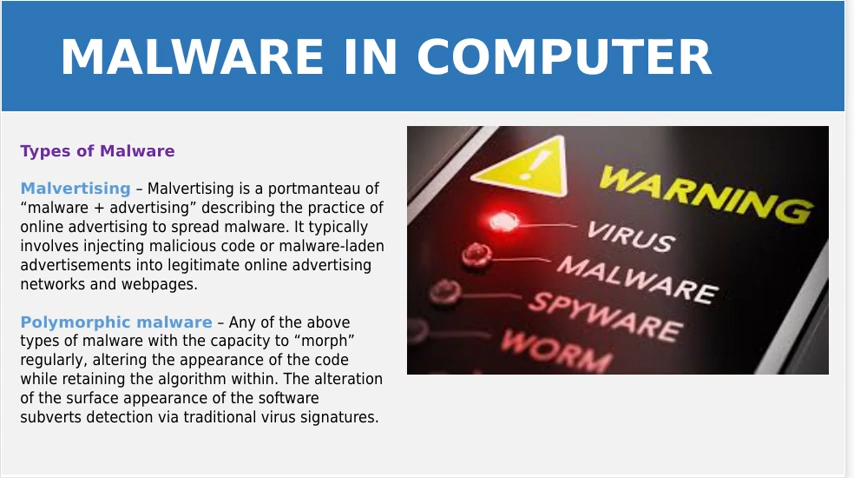 MALWARE IN COMPUTER
Types of Malware
Malvertising – Malvertising is a portmanteau of
“malware + advertising” describing the practice of
online advertising to spread malware. It typically
involves injecting malicious code or malware-laden
advertisements into legitimate online advertising
networks and webpages.
Polymorphic malware – Any of the above
types of malware with the capacity to “morph”
regularly, altering the appearance of the code
while retaining the algorithm within. The alteration
of the surface appearance of the software
subverts detection via traditional virus signatures.
WARNING
VIRUS
MALWARE
SPYWARE
WORM